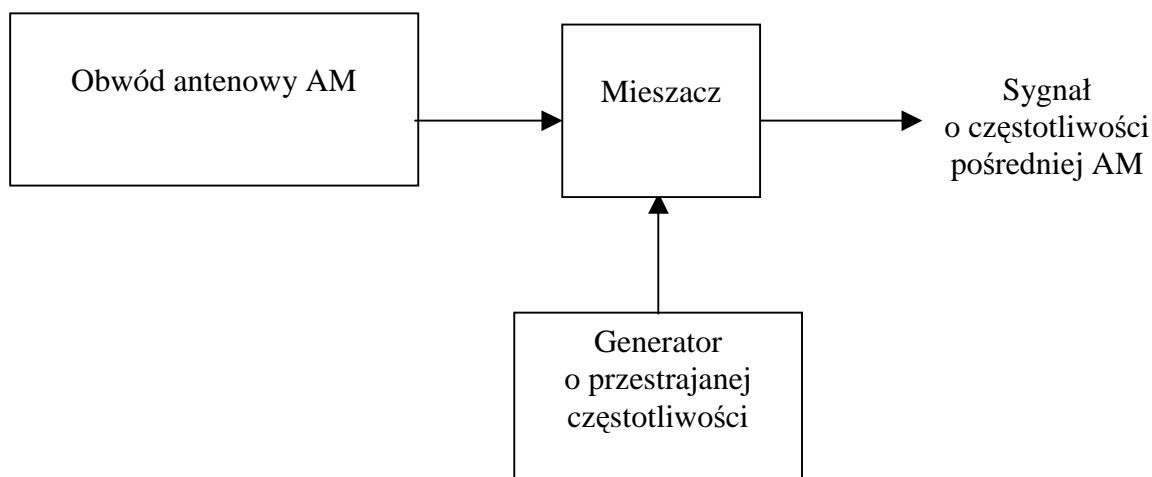 Obwód antenowy AM
Mieszacz
Sygnał
o częstotliwości
pośredniej AM
Generator
o przestrajanej
częstotliwości